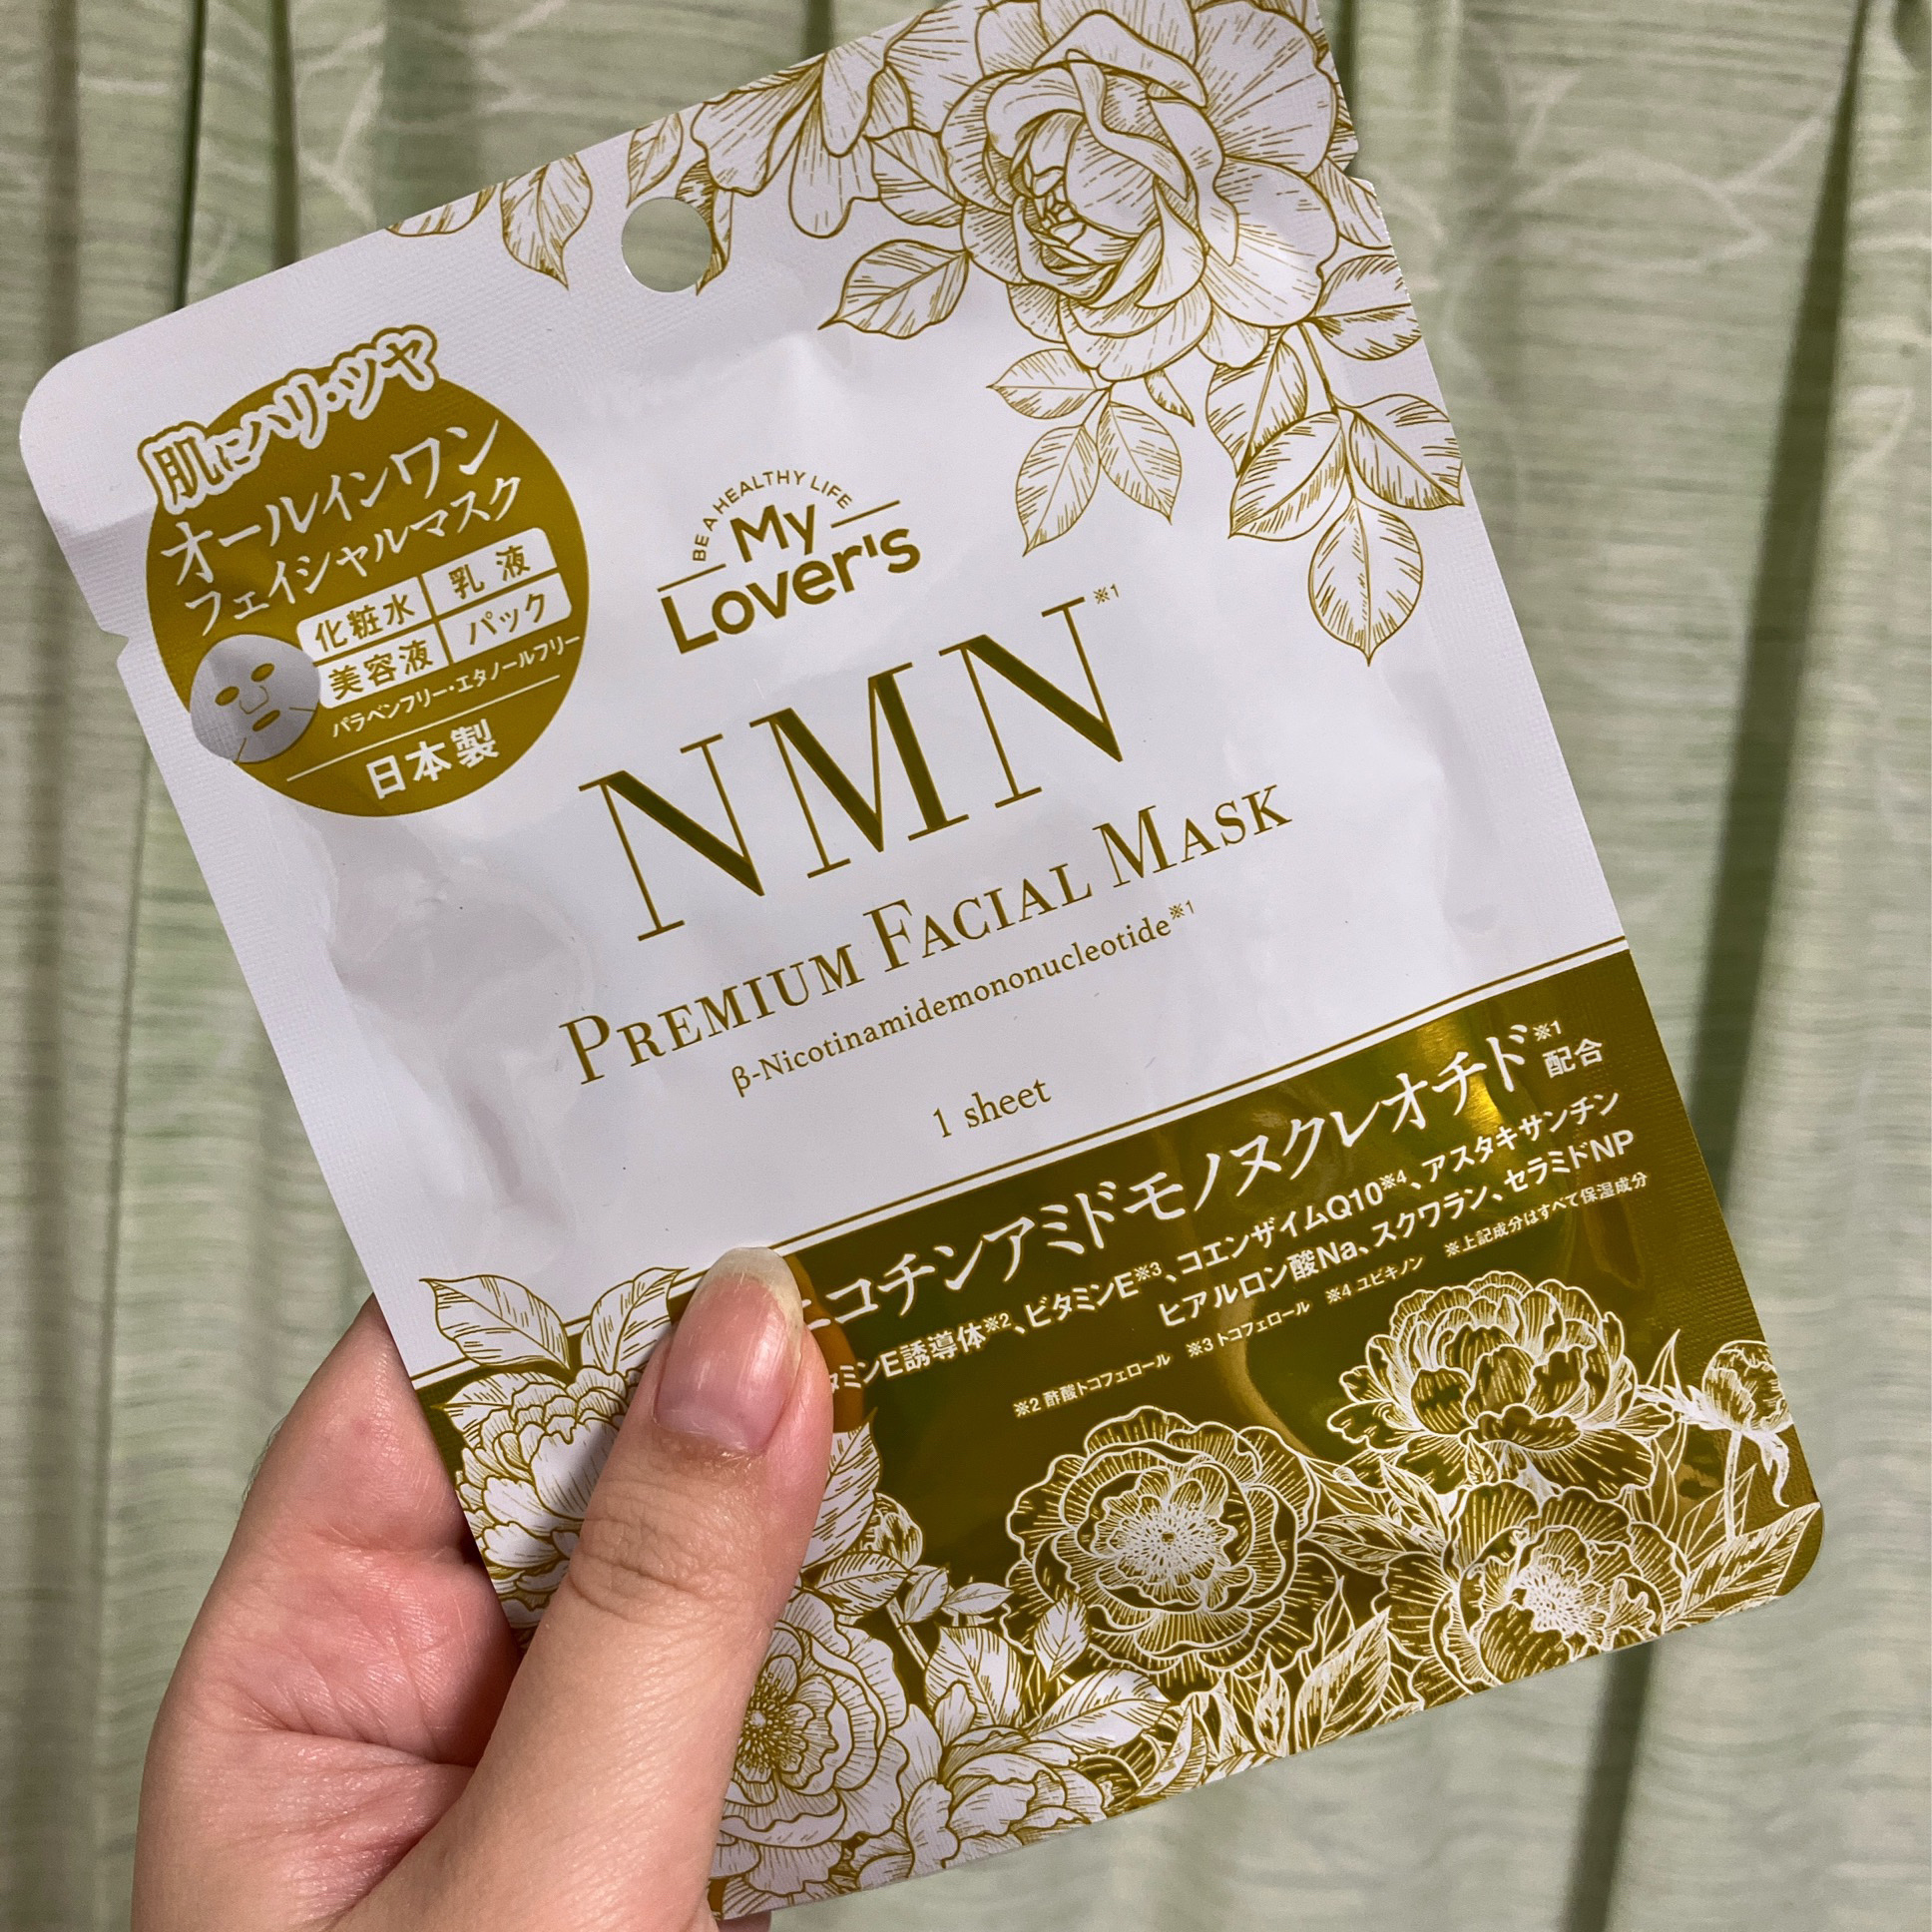 肌にハリ・ツヤ
オールインワン
フェイシャルマスク
化粧水 乳液
美容液 パック
パラベンフリー・エタノールフリー
日本製
BE A HEALTHY LIFE
My
Lover's
NMN※1
PREMIUM FACIAL MASK
β-Nicotinamidemononucleotide※1
1 sheet
ニコチンアミドモノヌクレオチド※1配合
ミンE誘導体※2、ビタミンE※3、コエンザイムQ10※4、アスタキサンチン
ヒアルロン酸Na、スクワラン、セラミドNP
※2 酢酸トコフェロール ※3 トコフェロール ※4 ユビキノン ※上記成分はすべて保湿成分